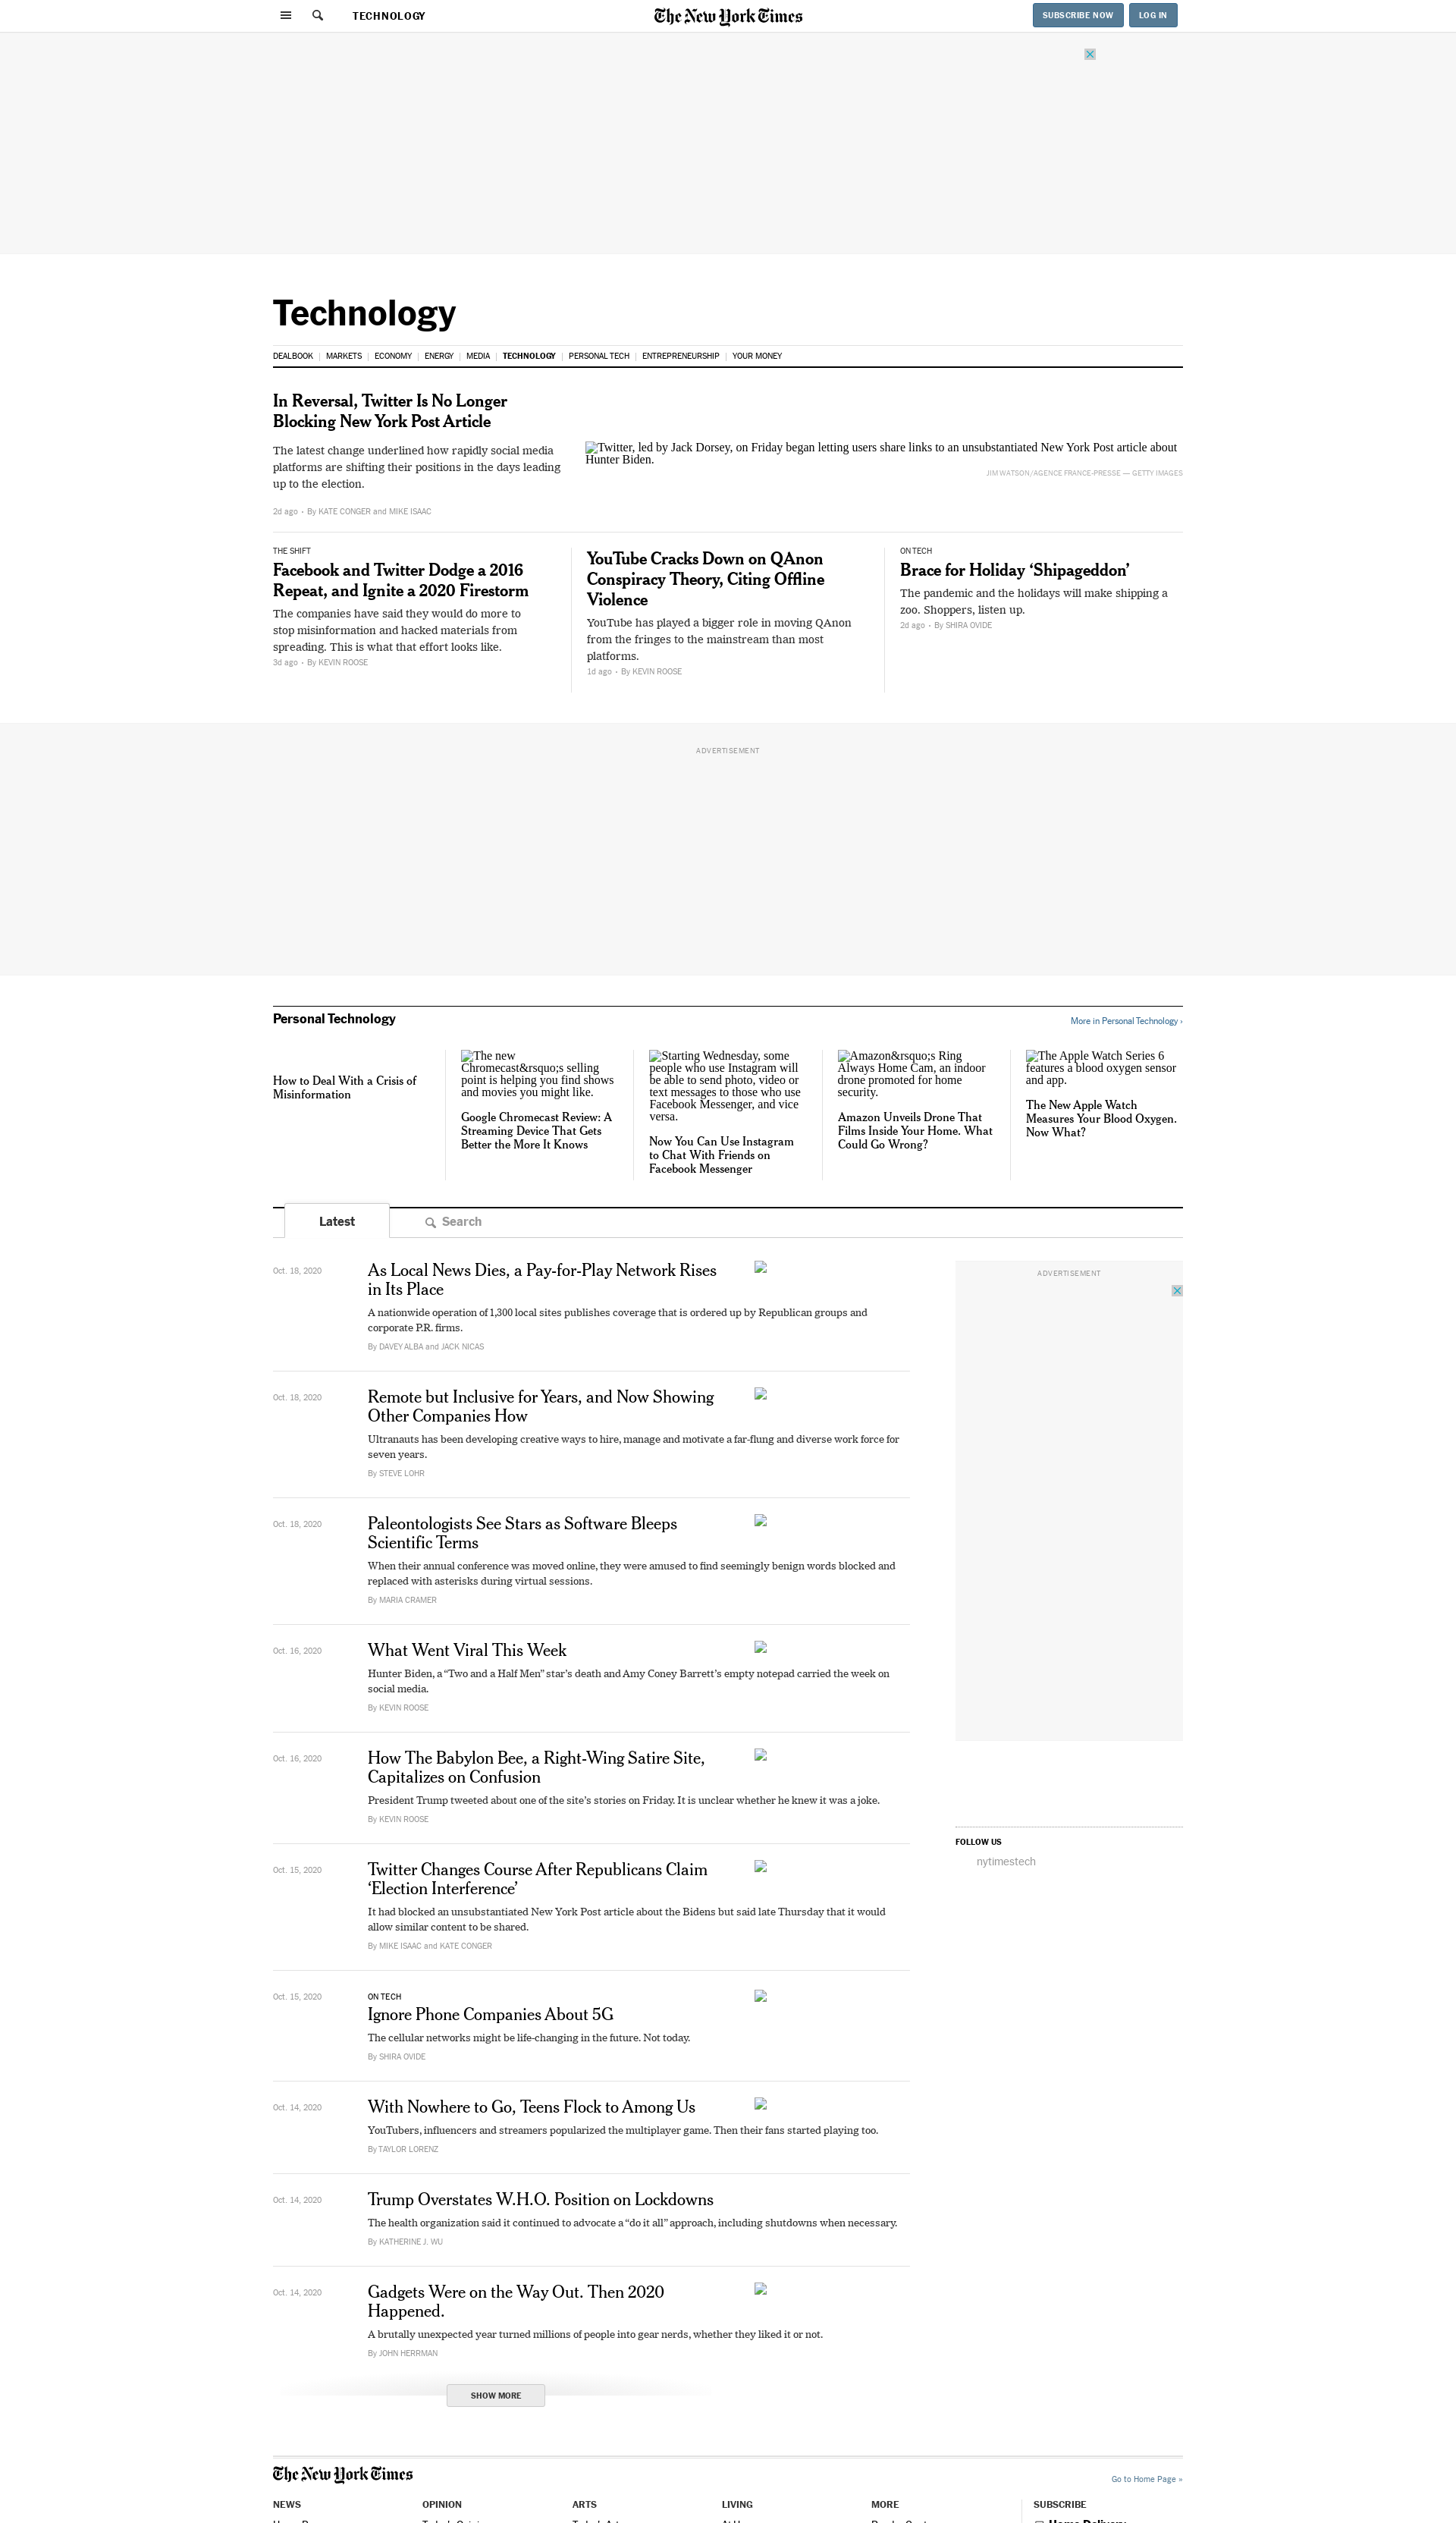 TECHNOLOGY
The New York Times
SUBSCRIBE NOW
LOG IN
Technology
DEALBOOK MARKETS ECONOMY ENERGY MEDIA TECHNOLOGY PERSONAL TECH ENTREPRENEURSHIP YOUR MONEY
In Reversal, Twitter Is No Longer
Blocking New York Post Article
The latest change underlined how rapidly social media
platforms are shifting their positions in the days leading
up to the election.
2d ago • By KATE CONGER and MIKE ISAAC
Twitter, led by Jack Dorsey, on Friday began letting users share links to an unsubstantiated New York Post article about
Hunter Biden.
JIM WATSON/AGENCE FRANCE-PRESSE — GETTY IMAGES
THE SHIFT
Facebook and Twitter Dodge a 2016
Repeat, and Ignite a 2020 Firestorm
The companies have said they would do more to
stop misinformation and hacked materials from
spreading. This is what that effort looks like.
3d ago • By KEVIN ROOSE
YouTube Cracks Down on QAnon
Conspiracy Theory, Citing Offline
Violence
YouTube has played a bigger role in moving QAnon
from the fringes to the mainstream than most
platforms.
1d ago • By KEVIN ROOSE
ON TECH
Brace for Holiday ‘Shipageddon’
The pandemic and the holidays will make shipping a
zoo. Shoppers, listen up.
2d ago • By SHIRA OVIDE
ADVERTISEMENT
Personal Technology
More in Personal Technology ›
How to Deal With a Crisis of
Misinformation
The new
Chromecast&rsquo;s selling
point is helping you find shows
and movies you might like.
Google Chromecast Review: A
Streaming Device That Gets
Better the More It Knows
Starting Wednesday, some
people who use Instagram will
be able to send photo, video or
text messages to those who use
Facebook Messenger, and vice
versa.
Now You Can Use Instagram
to Chat With Friends on
Facebook Messenger
Amazon&rsquo;s Ring
Always Home Cam, an indoor
drone promoted for home
security.
Amazon Unveils Drone That
Films Inside Your Home. What
Could Go Wrong?
The Apple Watch Series 6
features a blood oxygen sensor
and app.
The New Apple Watch
Measures Your Blood Oxygen.
Now What?
Latest
Search
Oct. 18, 2020
As Local News Dies, a Pay-for-Play Network Rises
in Its Place
A nationwide operation of 1,300 local sites publishes coverage that is ordered up by Republican groups and
corporate P.R. firms.
By DAVEY ALBA and JACK NICAS
ADVERTISEMENT
Oct. 18, 2020
Remote but Inclusive for Years, and Now Showing
Other Companies How
Ultranauts has been developing creative ways to hire, manage and motivate a far-flung and diverse work force for
seven years.
By STEVE LOHR
Oct. 18, 2020
Paleontologists See Stars as Software Bleeps
Scientific Terms
When their annual conference was moved online, they were amused to find seemingly benign words blocked and
replaced with asterisks during virtual sessions.
By MARIA CRAMER
Oct. 16, 2020
What Went Viral This Week
Hunter Biden, a “Two and a Half Men” star’s death and Amy Coney Barrett’s empty notepad carried the week on
social media.
By KEVIN ROOSE
Oct. 16, 2020
How The Babylon Bee, a Right-Wing Satire Site,
Capitalizes on Confusion
President Trump tweeted about one of the site’s stories on Friday. It is unclear whether he knew it was a joke.
By KEVIN ROOSE
FOLLOW US
nytimestech
Oct. 15, 2020
Twitter Changes Course After Republicans Claim
‘Election Interference’
It had blocked an unsubstantiated New York Post article about the Bidens but said late Thursday that it would
allow similar content to be shared.
By MIKE ISAAC and KATE CONGER
Oct. 15, 2020
ON TECH
Ignore Phone Companies About 5G
The cellular networks might be life-changing in the future. Not today.
By SHIRA OVIDE
Oct. 14, 2020
With Nowhere to Go, Teens Flock to Among Us
YouTubers, influencers and streamers popularized the multiplayer game. Then their fans started playing too.
By TAYLOR LORENZ
Oct. 14, 2020
Trump Overstates W.H.O. Position on Lockdowns
The health organization said it continued to advocate a “do it all” approach, including shutdowns when necessary.
By KATHERINE J. WU
Oct. 14, 2020
Gadgets Were on the Way Out. Then 2020
Happened.
A brutally unexpected year turned millions of people into gear nerds, whether they liked it or not.
By JOHN HERRMAN
SHOW MORE
The New York Times
Go to Home Page »
NEWS
OPINION
ARTS
LIVING
MORE
SUBSCRIBE
Home Delivery